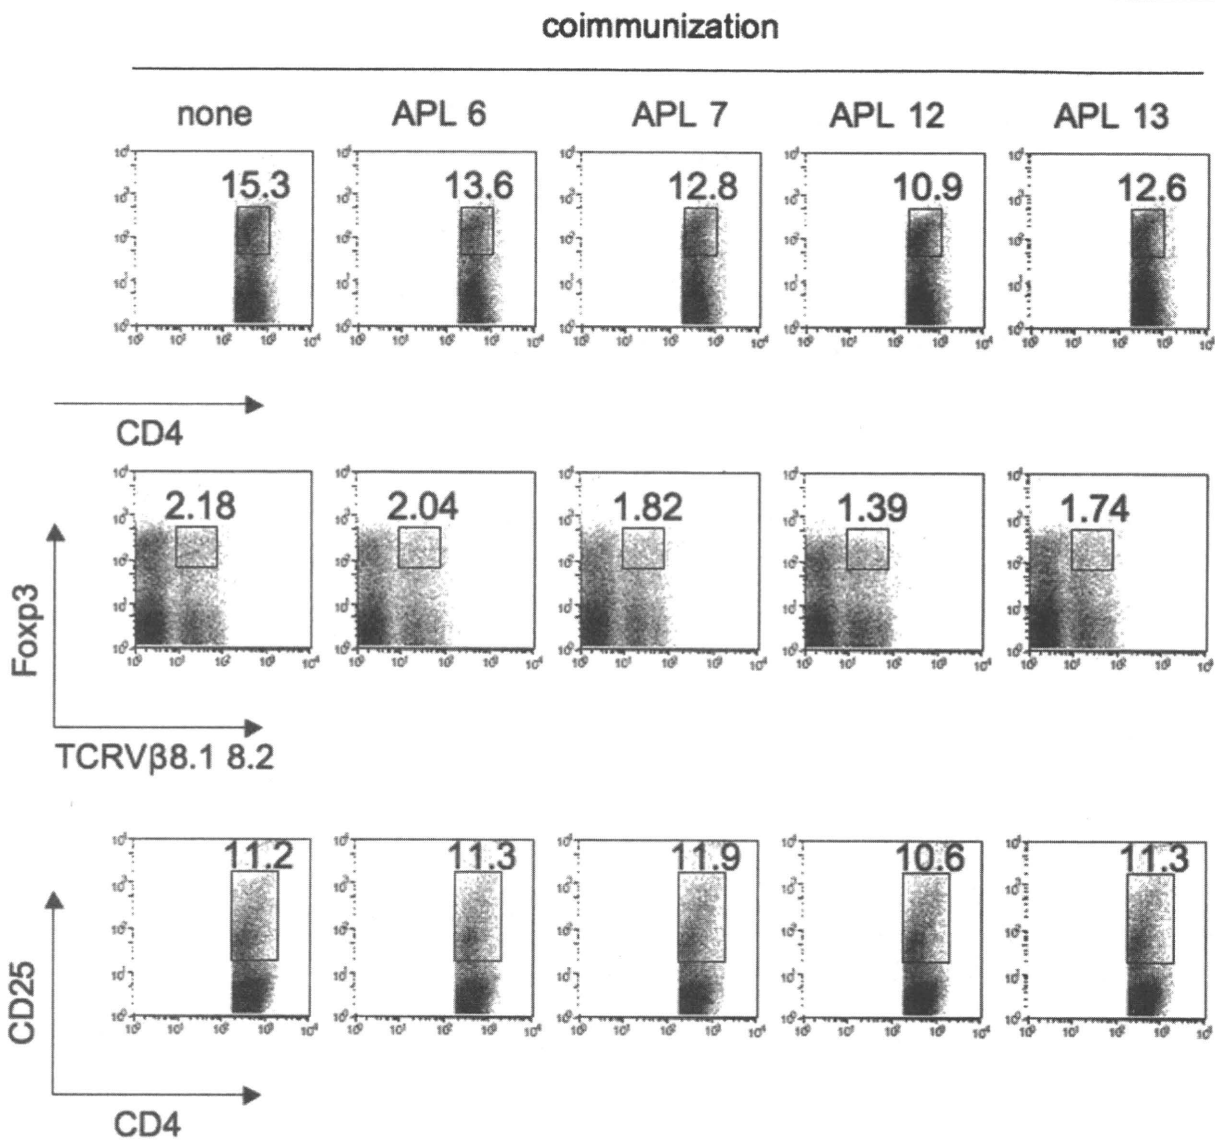 coimmunization
none APL 6 APL 7 APL 12 APL 13
15.3 13.6 12.8 10.9 12.6
CD4
2.18 2.04 1.82 1.39 1.74
Foxp3
TCRVβ8.1 8.2
11.2 11.3 11.9 10.6 11.3
CD25
CD4